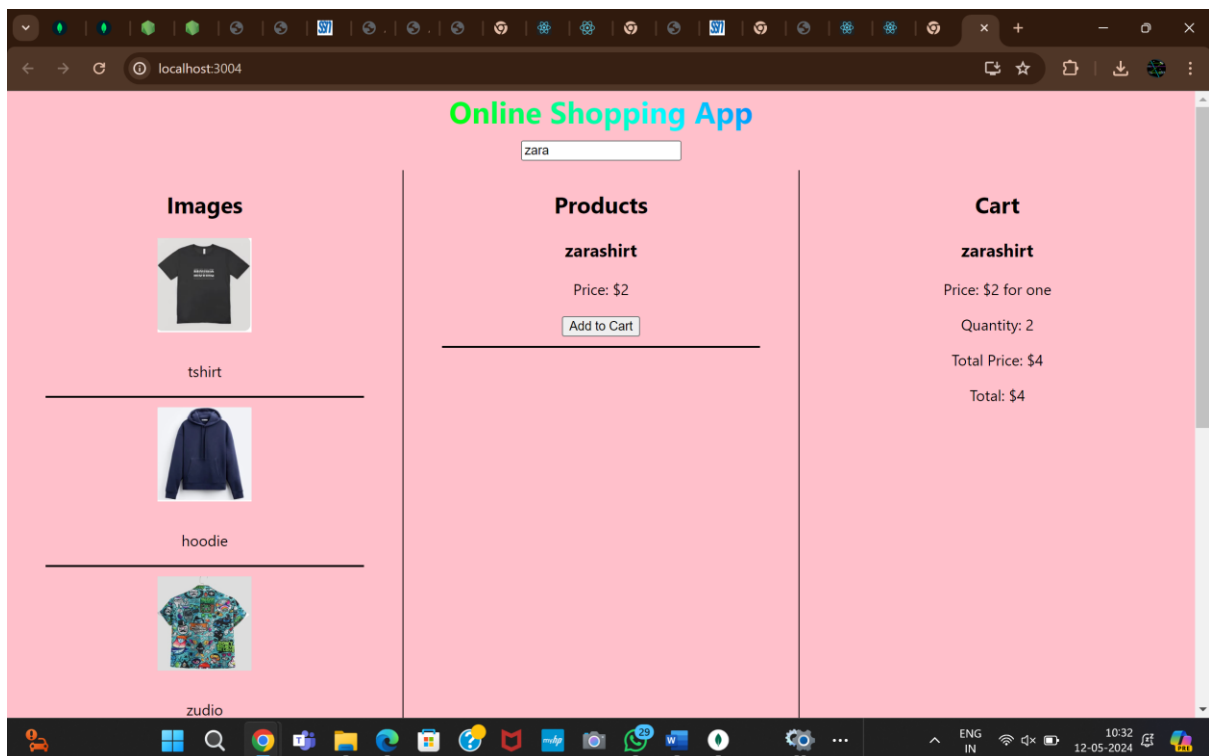 localhost:3004
Online Shopping App
zara
Images
tshirt
hoodie
zudio
Products
zarashirt
Price: $2
Add to Cart
Cart
zarashirt
Price: $2 for one
Quantity: 2
Total Price: $4
Total: $4
29
ENG
IN
10:32
12-05-2024
PRE